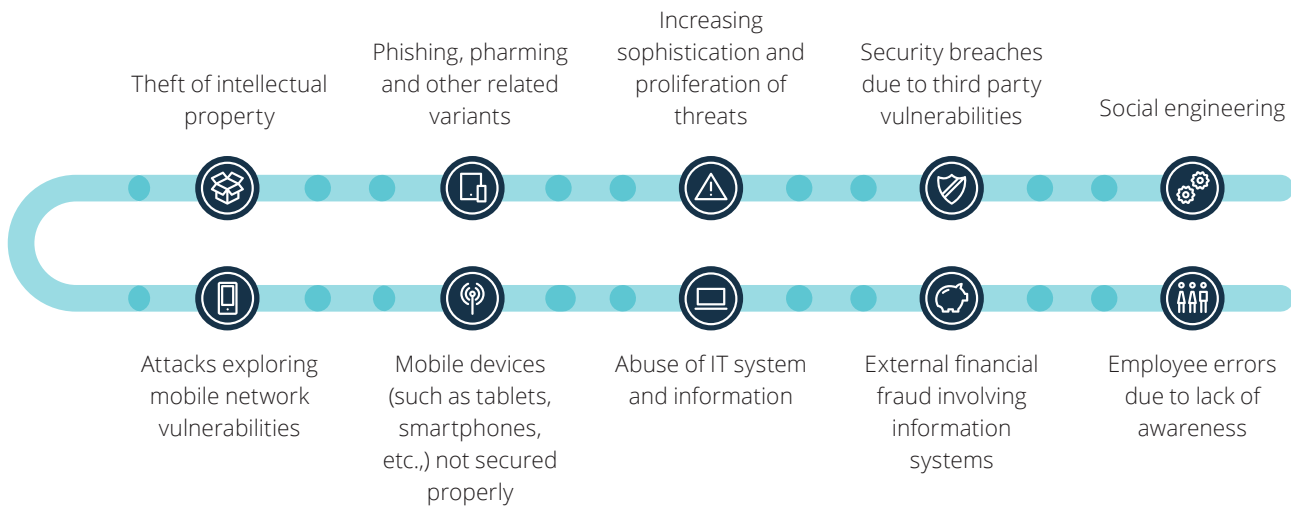 Theft of intellectual
property
Phishing, pharming
and other related
variants
Increasing
sophistication and
proliferation of
threats
Security breaches
due to third party
vulnerabilities
Social engineering
Attacks exploring
mobile network
vulnerabilities
Mobile devices
(such as tablets,
smartphones,
etc.,) not secured
properly
Abuse of IT system
and information
External financial
fraud involving
information
systems
Employee errors
due to lack of
awareness